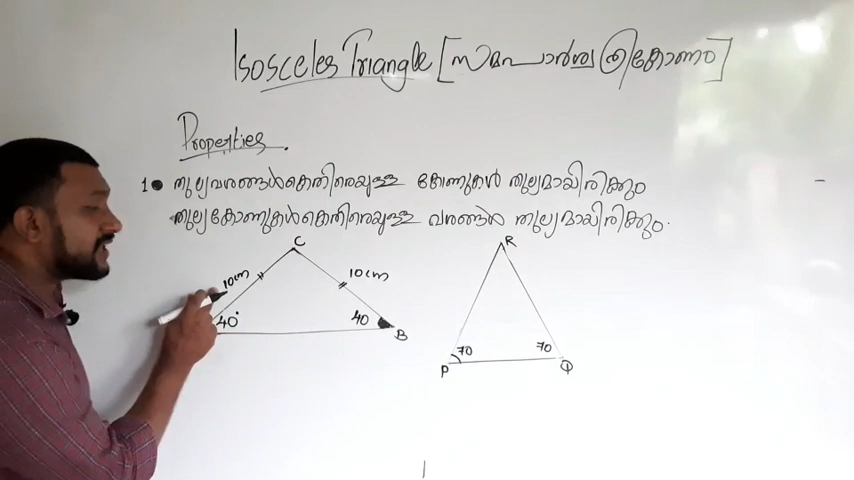 Isosceles Triangle [സമപാർശ്വ ത്രികോണം]
Properties.
1● തുല്യവശങ്ങൾക്കെതിരെയുള്ള കോണുകൾ തുല്യമായിരിക്കും
തുല്യകോണുകൾക്കെതിരെയുള്ള വശങ്ങൾ തുല്യമായിരിക്കും.
C R
10cm 10cm
40° 40 B
70 70
P Q